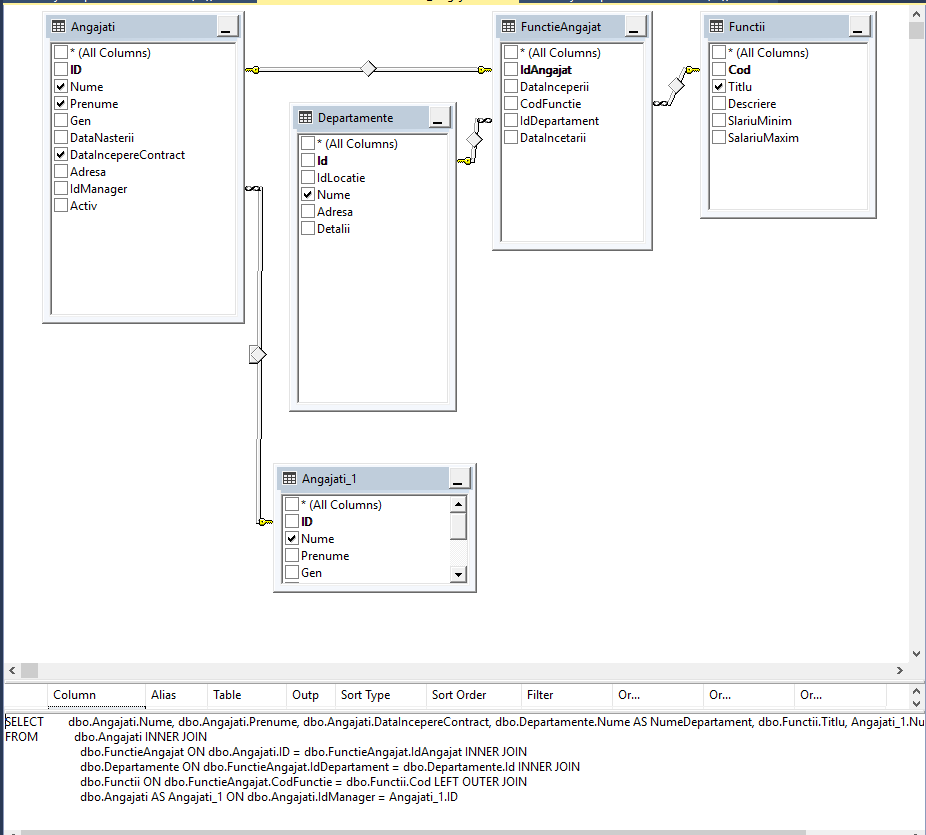 Angajati
* (All Columns)
ID
Nume
Prenume
Gen
DataNasterii
DataIncepereContract
Adresa
IdManager
Activ
Departamente
* (All Columns)
Id
IdLocatie
Nume
Adresa
Detalii
FunctieAngajat
* (All Columns)
IdAngajat
DataInceperii
CodFunctie
IdDepartament
DataIncetarii
Functii
* (All Columns)
Cod
Titlu
Descriere
SlariuMinim
SalariuMaxim
Angajati_1
* (All Columns)
ID
Nume
Prenume
Gen
Column Alias Table Outp Sort Type Sort Order Filter Or... Or... Or...
SELECT dbo.Angajati.Nume, dbo.Angajati.Prenume, dbo.Angajati.DataIncepereContract, dbo.Departamente.Nume AS NumeDepartament, dbo.Functii.Titlu, Angajati_1.Nu
FROM dbo.Angajati INNER JOIN
dbo.FunctieAngajat ON dbo.Angajati.ID = dbo.FunctieAngajat.IdAngajat INNER JOIN
dbo.Departamente ON dbo.FunctieAngajat.IdDepartament = dbo.Departamente.Id INNER JOIN
dbo.Functii ON dbo.FunctieAngajat.CodFunctie = dbo.Functii.Cod LEFT OUTER JOIN
dbo.Angajati AS Angajati_1 ON dbo.Angajati.IdManager = Angajati_1.ID